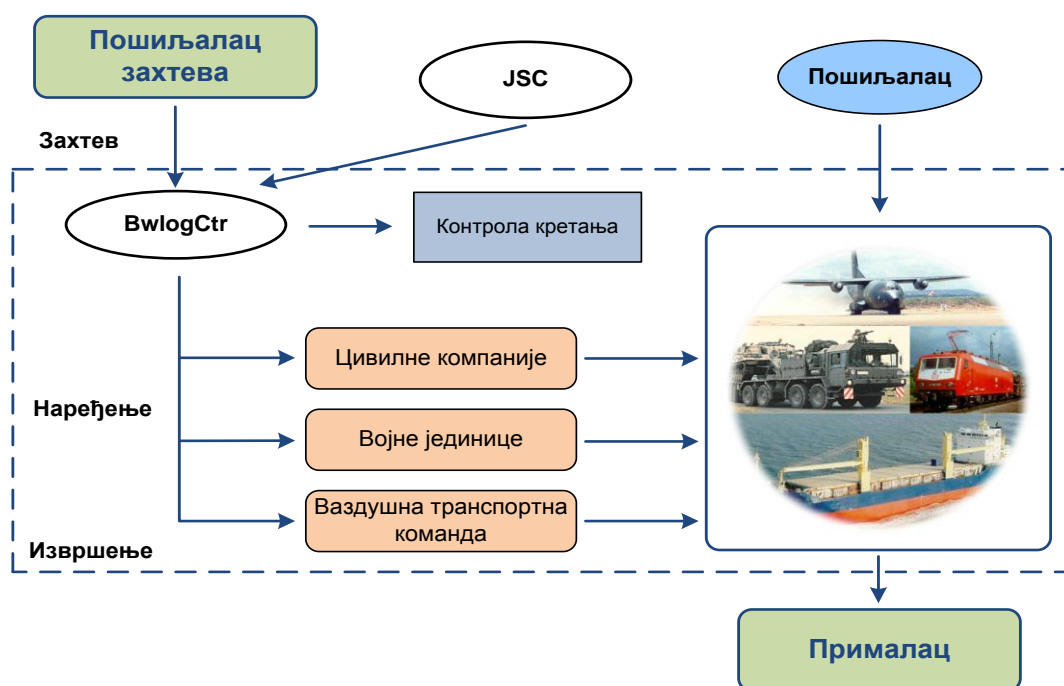 Пошиљалац
захтева
JSC
Пошиљалац
Захтев
BwlogCtr
Контрола кретања
Цивилне компаније
Наређење
Војне јединице
Ваздушна транспортна
команда
Извршење
Прималац